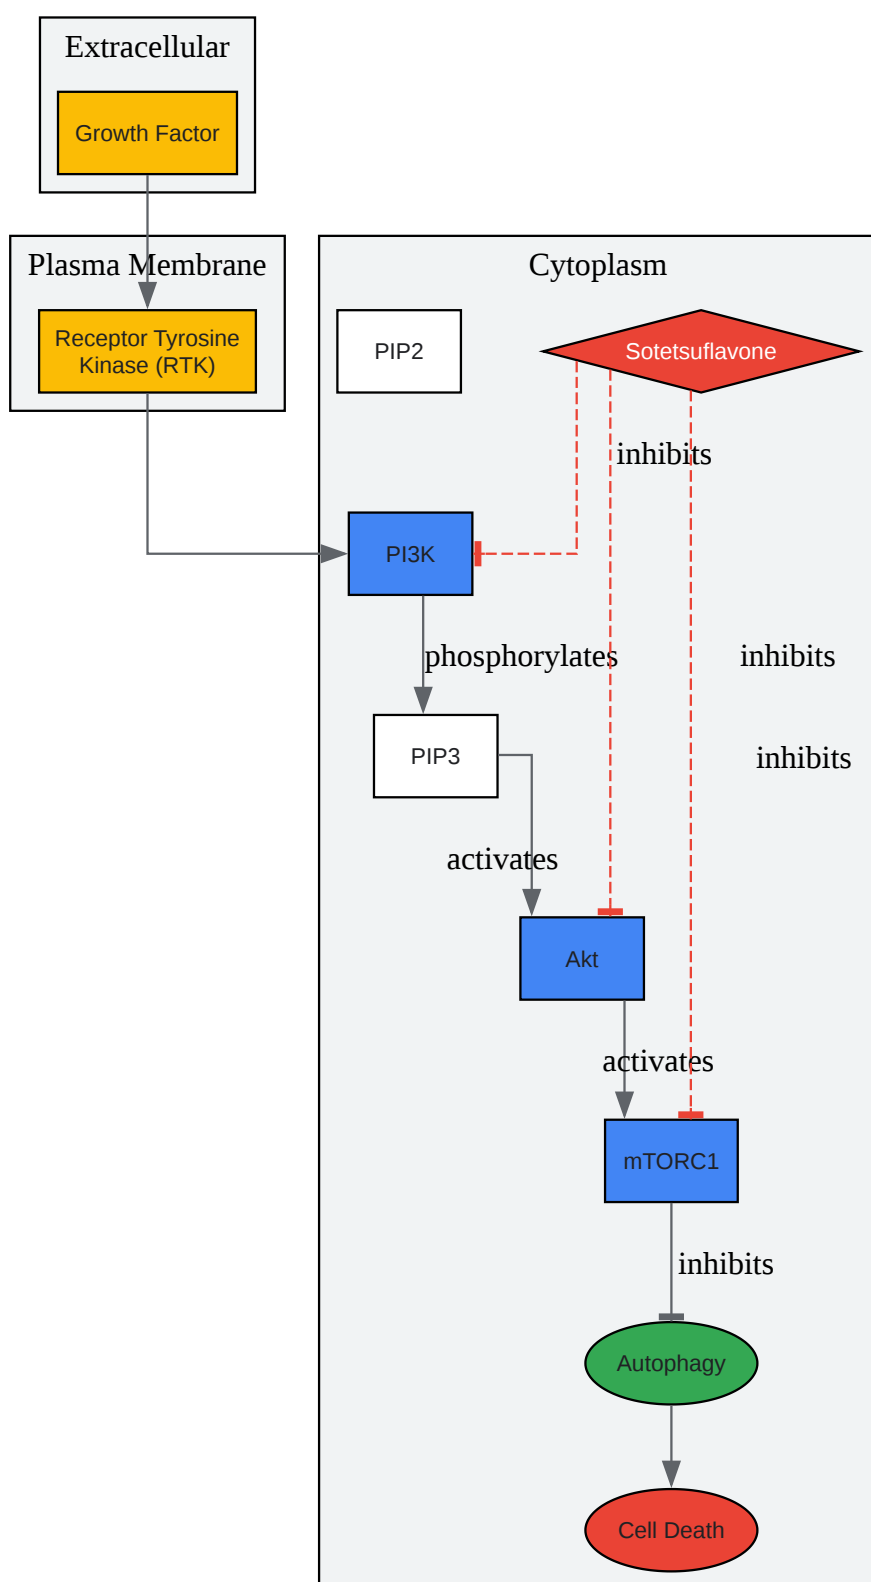 Extracellular
Growth Factor
Plasma Membrane
Receptor Tyrosine
Kinase (RTK)
Cytoplasm
PIP2
Sotetsuflavone
inhibits
PI3K
phosphorylates
inhibits
PIP3
inhibits
activates
Akt
activates
mTORC1
inhibits
Autophagy
Cell Death